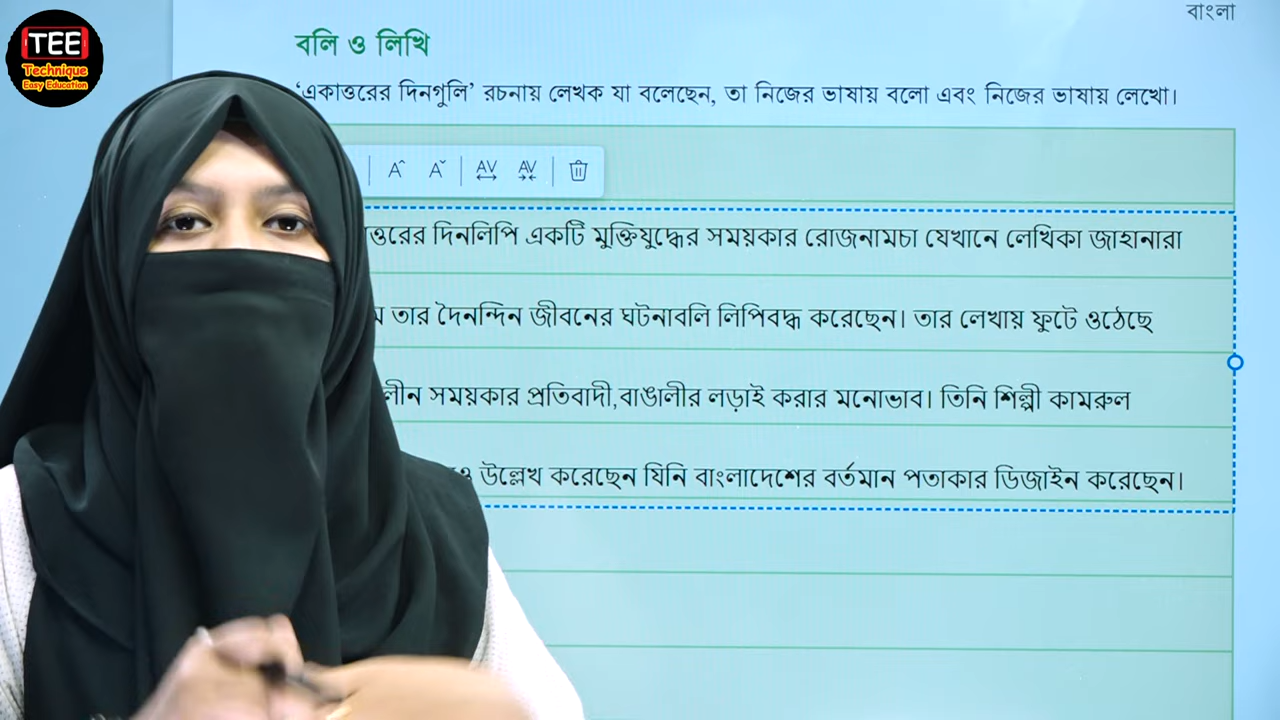 TEE
Technique
Easy Education
বাংলা
বলি ও লিখি
‘একাত্তরের দিনগুলি’ রচনায় লেখক যা বলেছেন, তা নিজের ভাষায় বলো এবং নিজের ভাষায় লেখো।
A A AV AV
দিনলিপি একটি মুক্তিযুদ্ধের সময়কার রোজনামচা যেখানে লেখিকা জাহানারা
তার দৈনন্দিন জীবনের ঘটনাবলি লিপিবদ্ধ করেছেন। তার লেখায় ফুটে ওঠেছে
সময়কার প্রতিবাদী,বাঙালীর লড়াই করার মনোভাব। তিনি শিল্পী কামরুল
উল্লেখ করেছেন যিনি বাংলাদেশের বর্তমান পতাকার ডিজাইন করেছেন।